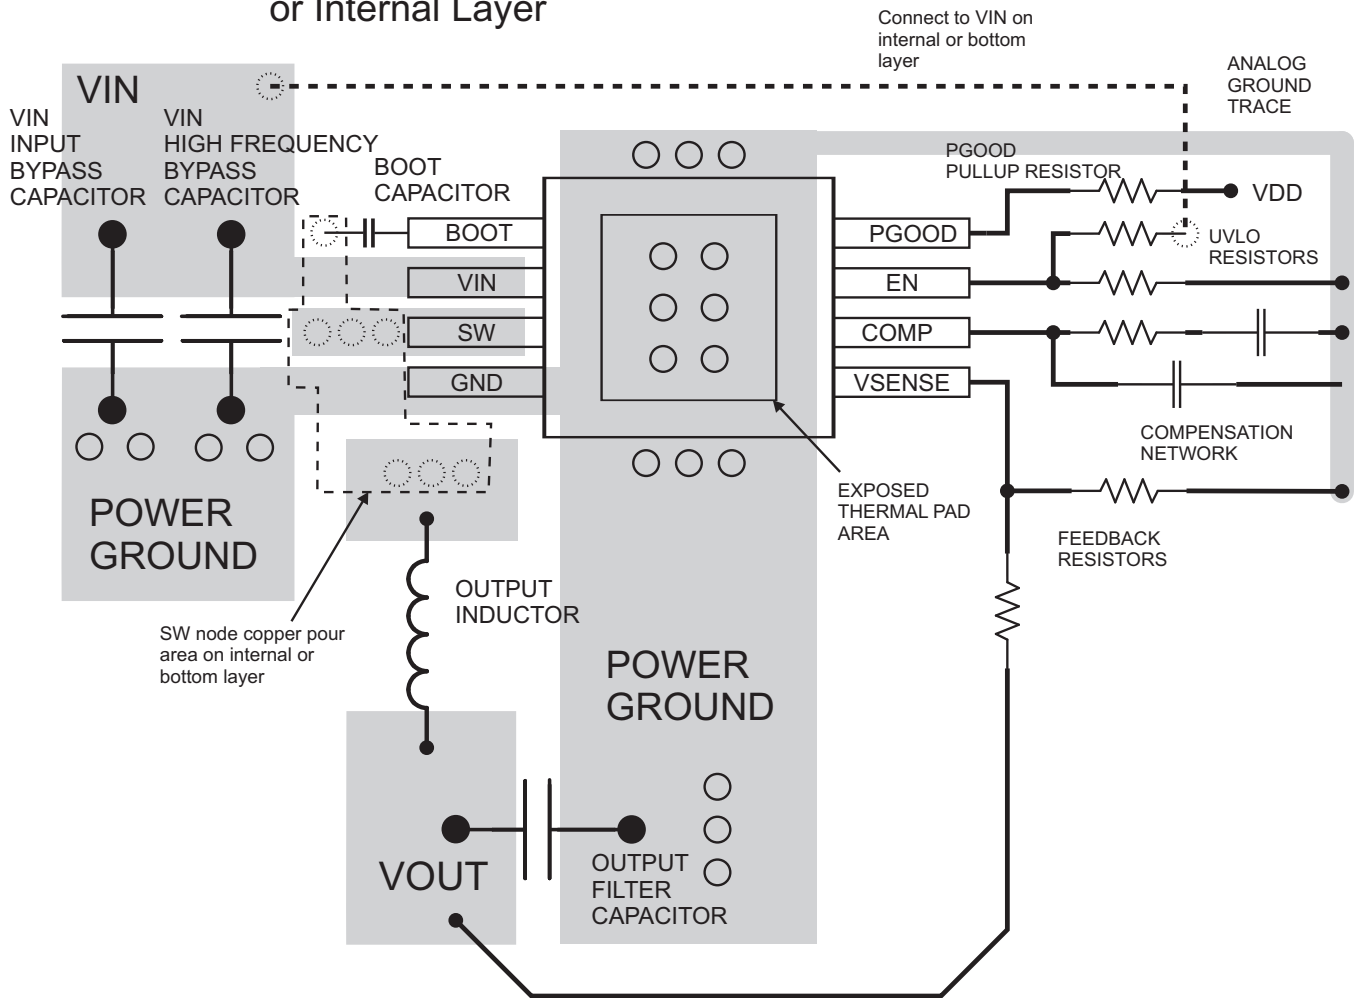 or Internal Layer
Connect to VIN on
internal or bottom
layer
ANALOG
GROUND
TRACE
VIN
VIN
INPUT
BYPASS
CAPACITOR
VIN
HIGH FREQUENCY
BYPASS
CAPACITOR
BOOT
CAPACITOR
PGOOD
PULLUP RESISTOR
VDD
BOOT
VIN
SW
GND
PGOOD
EN
COMP
VSENSE
UVLO
RESISTORS
COMPENSATION
NETWORK
EXPOSED
THERMAL PAD
AREA
FEEDBACK
RESISTORS
POWER
GROUND
OUTPUT
INDUCTOR
SW node copper pour
area on internal or
bottom layer
POWER
GROUND
VOUT
OUTPUT
FILTER
CAPACITOR